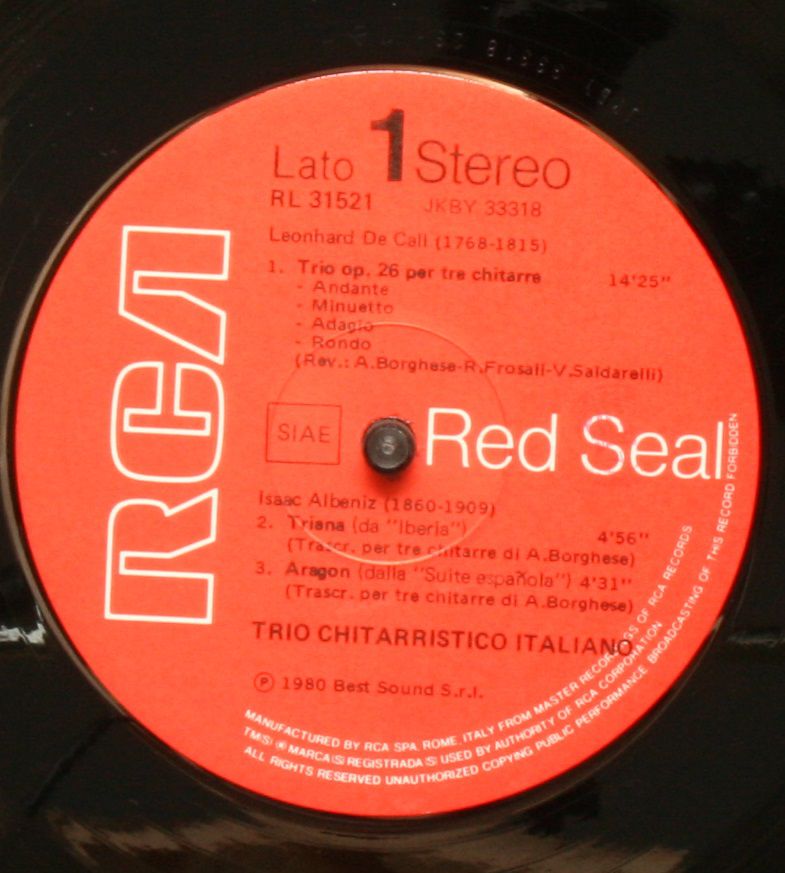 Lato 1 Stereo
RL 31521 JKBY 33318
Leonhard De Call (1768-1815)
1. Trio op. 26 per tre chitarre 14'25"
- Andante
- Minuetto
- Adagio
- Rondo
(Rev.: A.Borghese-R.Frosali-V.Saldarelli)
RCA
SIAE
Red Seal
Isaac Albeniz (1860-1909)
2. Triana (da "Iberia") 4'56"
(Trascr. per tre chitarre di A.Borghese)
3. Aragon (dalla "Suite española") 4'31"
(Trascr. per tre chitarre di A.Borghese)
TRIO CHITARRISTICO ITALIANO
Ⓟ 1980 Best Sound S.r.l.
MANUFACTURED BY RCA SPA, ROME, ITALY FROM MASTER RECORDINGS OF RCA RECORDS
TM(S) ® MARCA(S) REGISTRADA(S) USED BY AUTHORITY OF RCA CORPORATION
ALL RIGHTS RESERVED UNAUTHORIZED COPYING PUBLIC PERFORMANCE BROADCASTING OF THIS RECORD FORBIDDEN